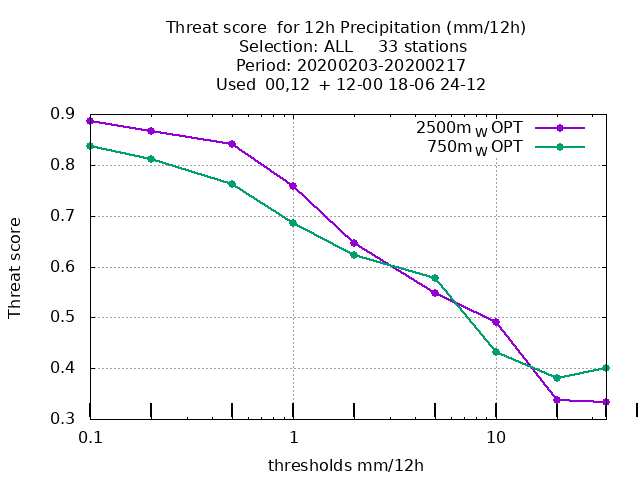 Threat score  for 12h Precipitation (mm/12h)
Selection: ALL     33 stations
Period: 20200203-20200217
Used  00,12  + 12-00 18-06 24-12
2500m W OPT
750m W OPT
0.9
0.8
0.7
0.6
0.5
0.4
0.3
Threat score
0.1 1 10
thresholds mm/12h